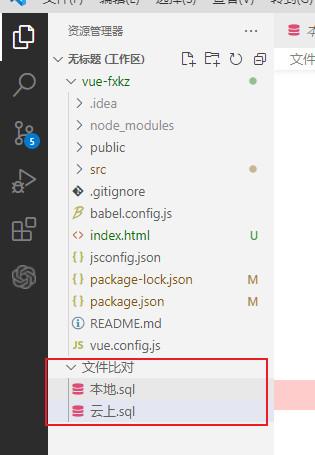 资源管理器
无标题 (工作区)
vue-fxkz
.idea
node_modules
public
src
.gitignore
babel.config.js
index.html U
jsconfig.json
package-lock.json M
package.json M
README.md
vue.config.js
文件比对
本地.sql
云上.sql
5
文件